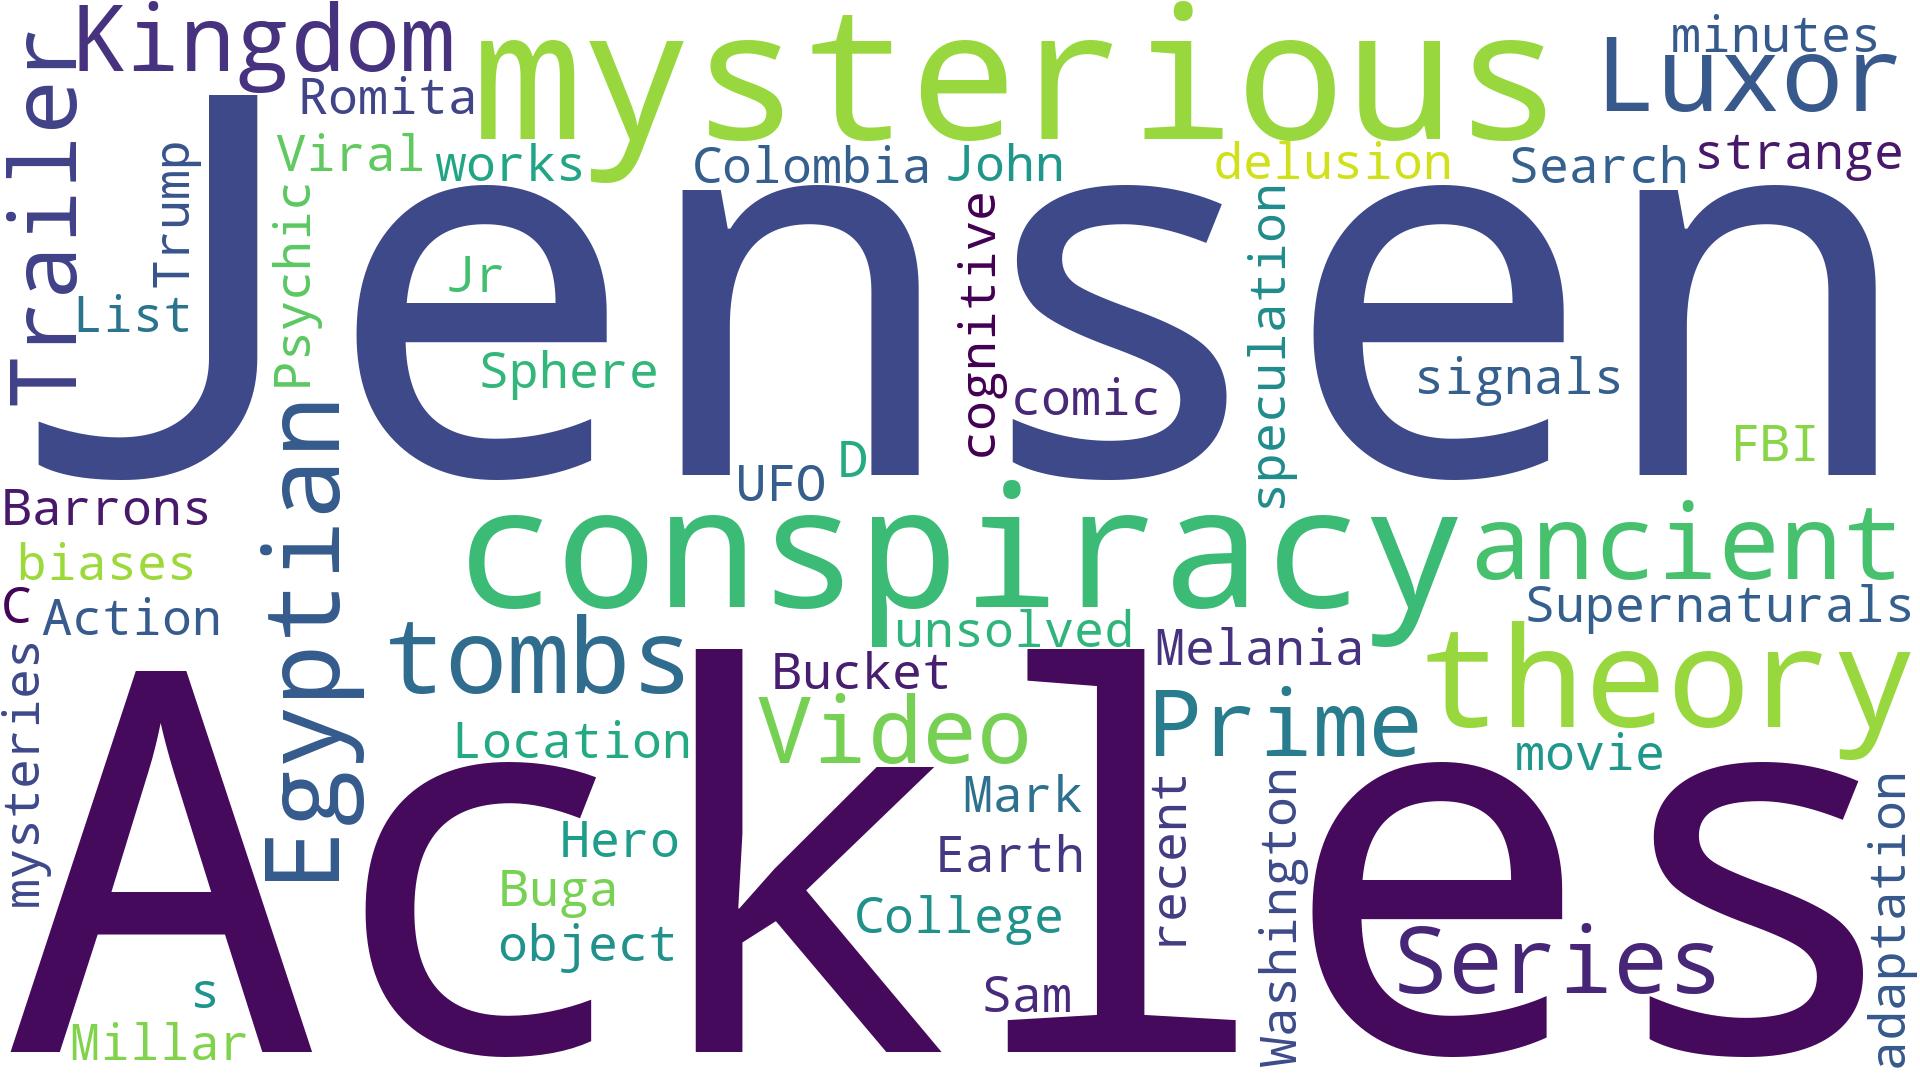 Kingdom
mysterious
minutes
Luxor
Trailer
Romita
Viral
works
Colombia
John
delusion
Search
strange
Trump
Jensen
Psychic
cognitive
speculation
Jr
List
Sphere
comic
signals
FBI
UFO
D
Barrons
Egyptian
conspiracy
ancient
biases
C
Action
Supernaturals
tombs
unsolved
Melania
theory
mysteries
Bucket
Video
Prime
Location
movie
Ackles
Mark
recent
Washington
adaptation
Hero
Earth
Buga
College
object
Series
s
Sam
Millar